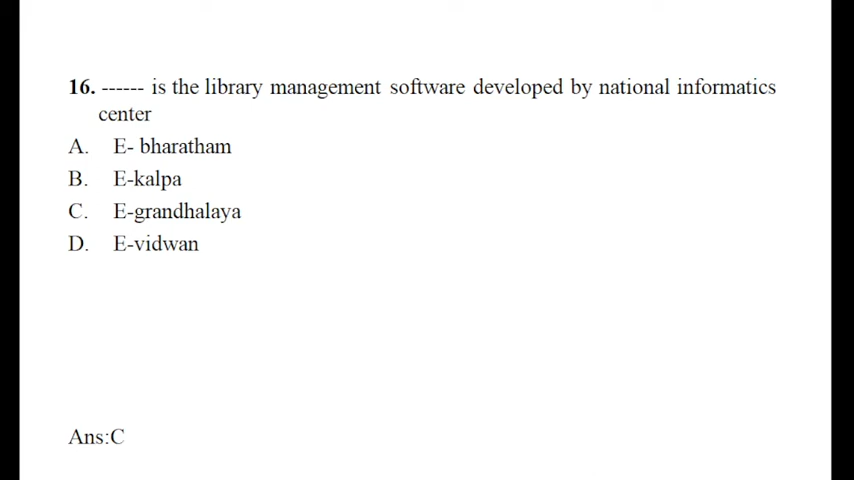 16. ------ is the library management software developed by national informatics
center
A. E- bharatham
B. E-kalpa
C. E-grandhalaya
D. E-vidwan
Ans:C